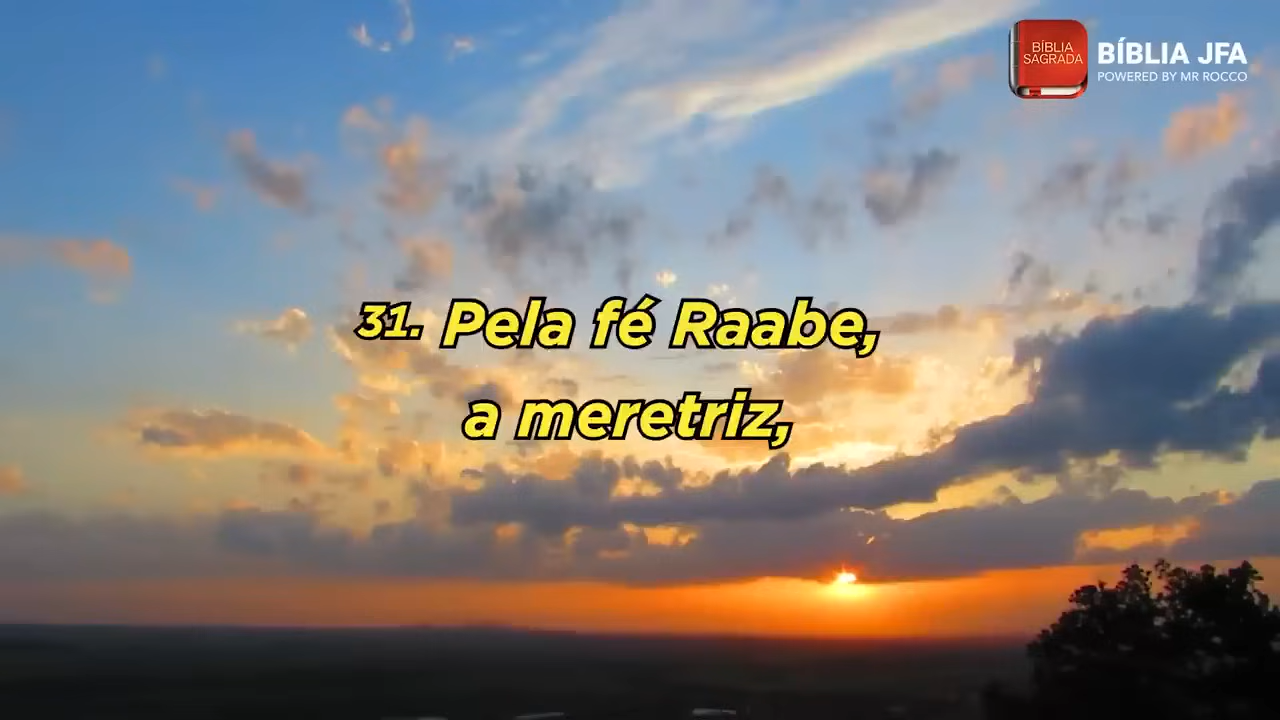 BÍBLIA
SAGRADA
BÍBLIA JFA
POWERED BY MR ROCCO
31. Pela fé Raabe,
a meretriz,